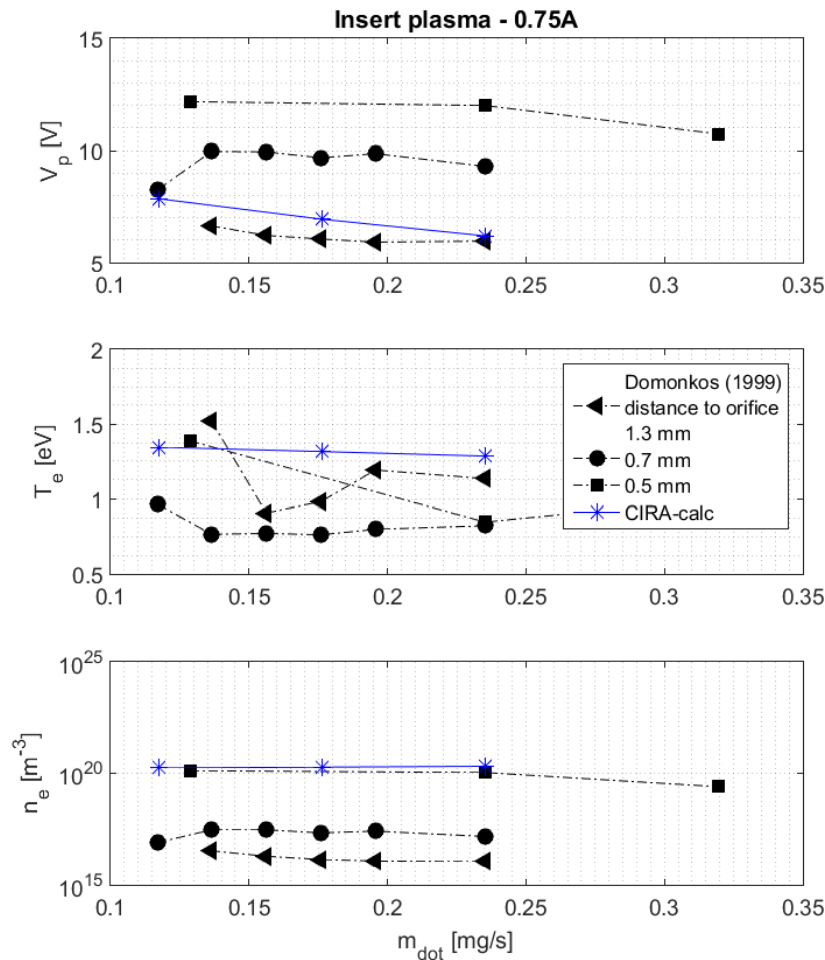 Insert plasma - 0.75A
15
10
5
V_p [V]
0.1 0.15 0.2 0.25 0.3 0.35
2
1.5
1
0.5
T_e [eV]
Domonkos (1999)
distance to orifice
1.3 mm
0.7 mm
0.5 mm
CIRA-calc
0.1 0.15 0.2 0.25 0.3 0.35
10^25
10^20
10^15
n_e [m^-3]
0.1 0.15 0.2 0.25 0.3 0.35
m_dot [mg/s]